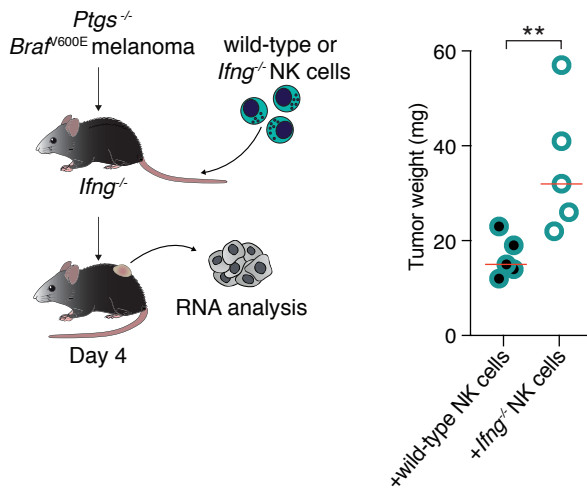 Ptgs-/-
BrafV600E melanoma
wild-type or
Ifng-/- NK cells
Ifng-/-
RNA analysis
Day 4
**
60
40
20
0
Tumor weight (mg)
+wild-type NK cells
+Ifng-/- NK cells